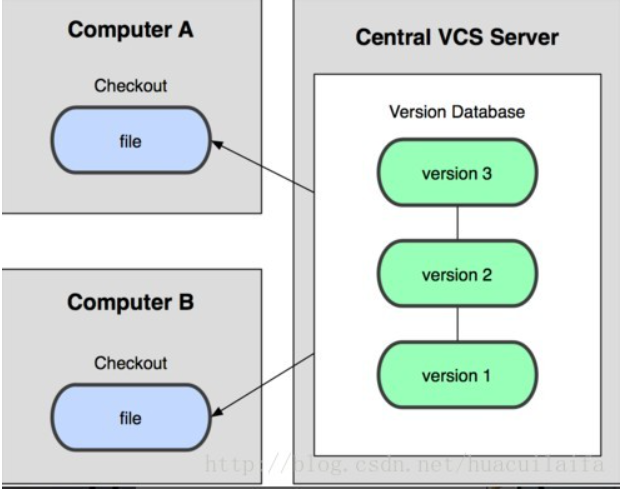 Computer A
Checkout
file
Central VCS Server
Version Database
version 3
version 2
version 1
Computer B
Checkout
file
http://blog.csdn.net/huacuilaifa